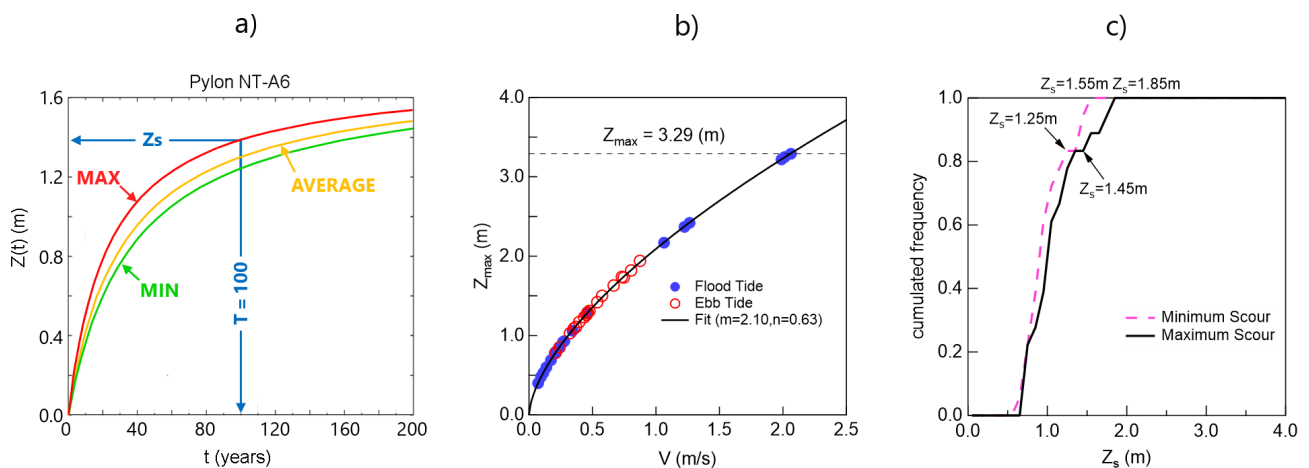 a)
Pylon NT-A6
1.6
1.2
0.8
0.4
0.0
Z(t) (m)
Zs
MAX
AVERAGE
MIN
T = 100
0 40 80 120 160 200
t (years)
b)
4.0
3.0
2.0
1.0
0.0
Zmax (m)
Zmax = 3.29 (m)
Flood Tide
Ebb Tide
Fit (m=2.10,n=0.63)
0.0 0.5 1.0 1.5 2.0 2.5
V (m/s)
c)
Zs=1.55m Zs=1.85m
Zs=1.25m
Zs=1.45m
1.0
0.8
0.6
0.4
0.2
0.0
cumulated frequency
Minimum Scour
Maximum Scour
0.0 1.0 2.0 3.0 4.0
Zs (m)